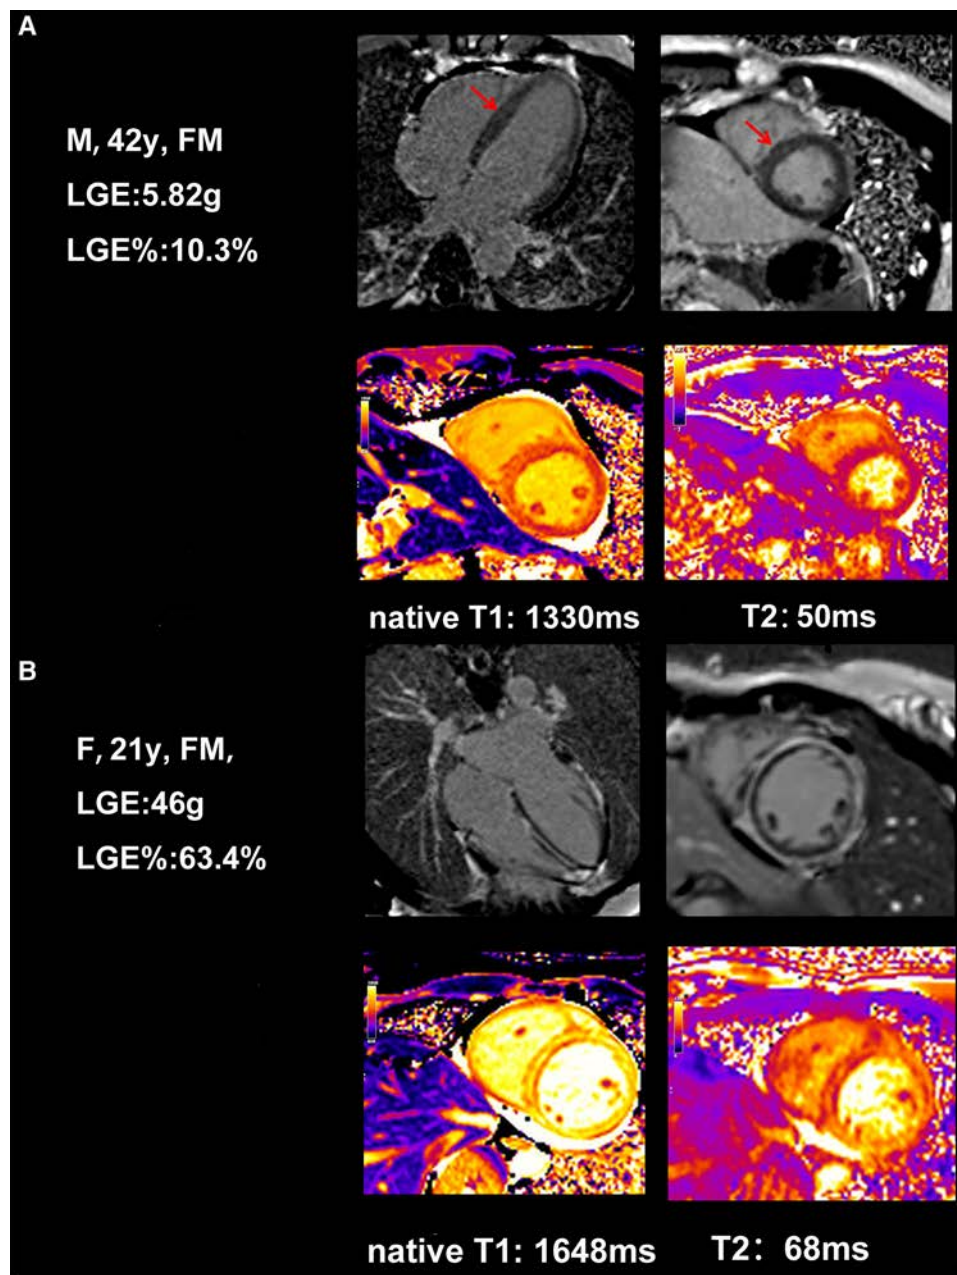 A
M, 42y, FM
LGE:5.82g
LGE%:10.3%
native T1: 1330ms
T2: 50ms
B
F, 21y, FM,
LGE:46g
LGE%:63.4%
native T1: 1648ms
T2: 68ms